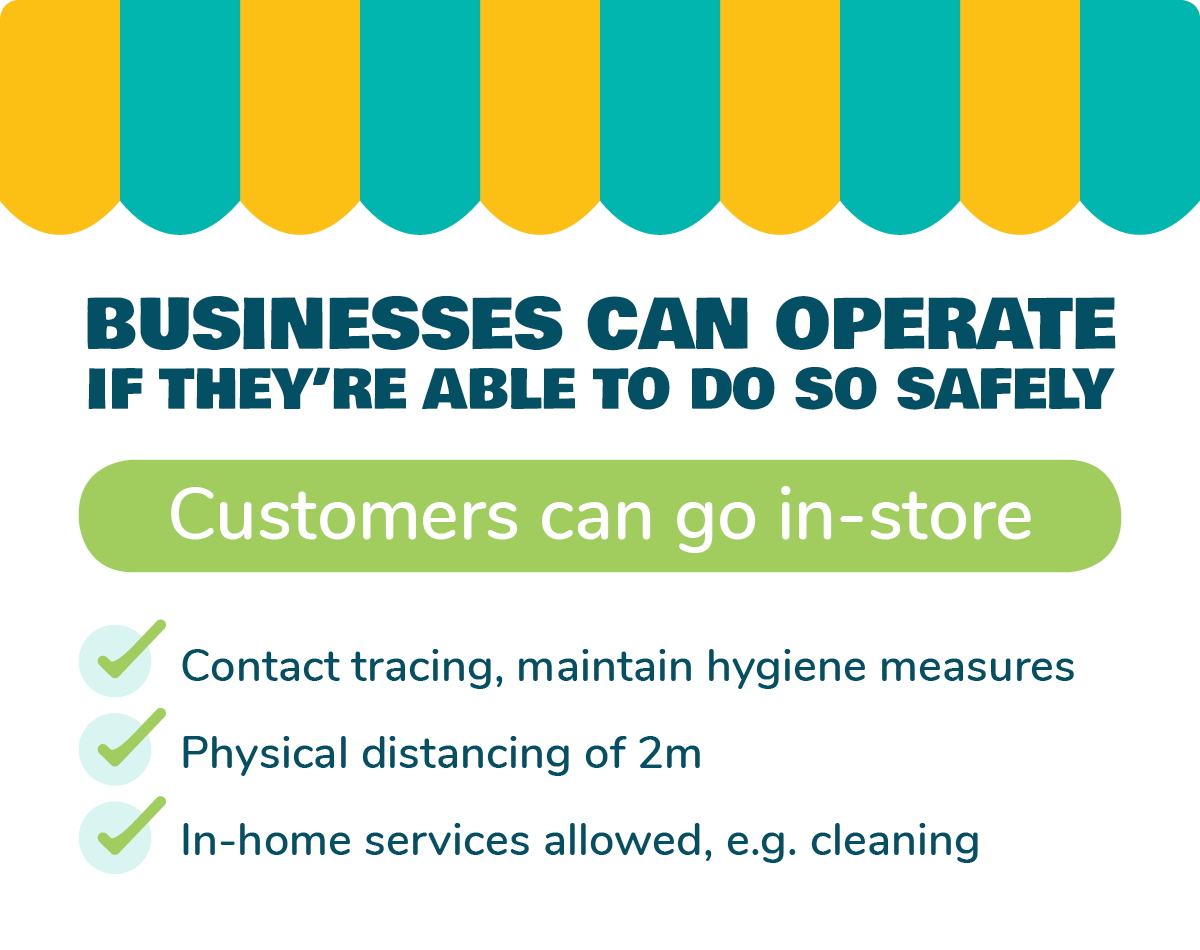 BUSINESSES CAN OPERATE
IF THEY'RE ABLE TO DO SO SAFELY
Customers can go in-store
Contact tracing, maintain hygiene measures
Physical distancing of 2m
In-home services allowed, e.g. cleaning